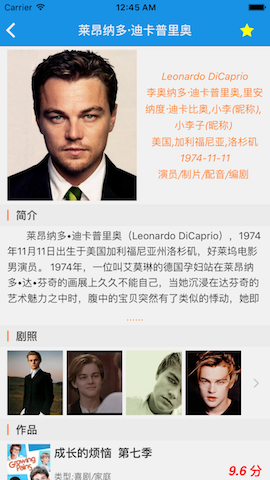 Carrier
12:45 AM
莱昂纳多·迪卡普里奥
Leonardo DiCaprio
李奥纳多·迪卡普里奥,里安
纳度·迪卡比奥,小李(昵称),
小李子(昵称)
美国,加利福尼亚,洛杉矶
1974-11-11
演员/制片/配音/编剧
简介
莱昂纳多•迪卡普里奥（Leonardo DiCaprio），1974
年11月11日出生于美国加利福尼亚州洛杉矶，好莱坞电影
男演员。 1974年，一位叫艾莫琳的德国孕妇站在莱昂纳
多•达•芬奇的画展上久久不能自己，当她沉浸在达芬奇的
艺术魅力之中时，腹中的宝贝突然有了类似的悸动，她即
......
剧照
作品
Growing
Pains
成长的烦恼 第七季
类型:喜剧/家庭
9.6 分